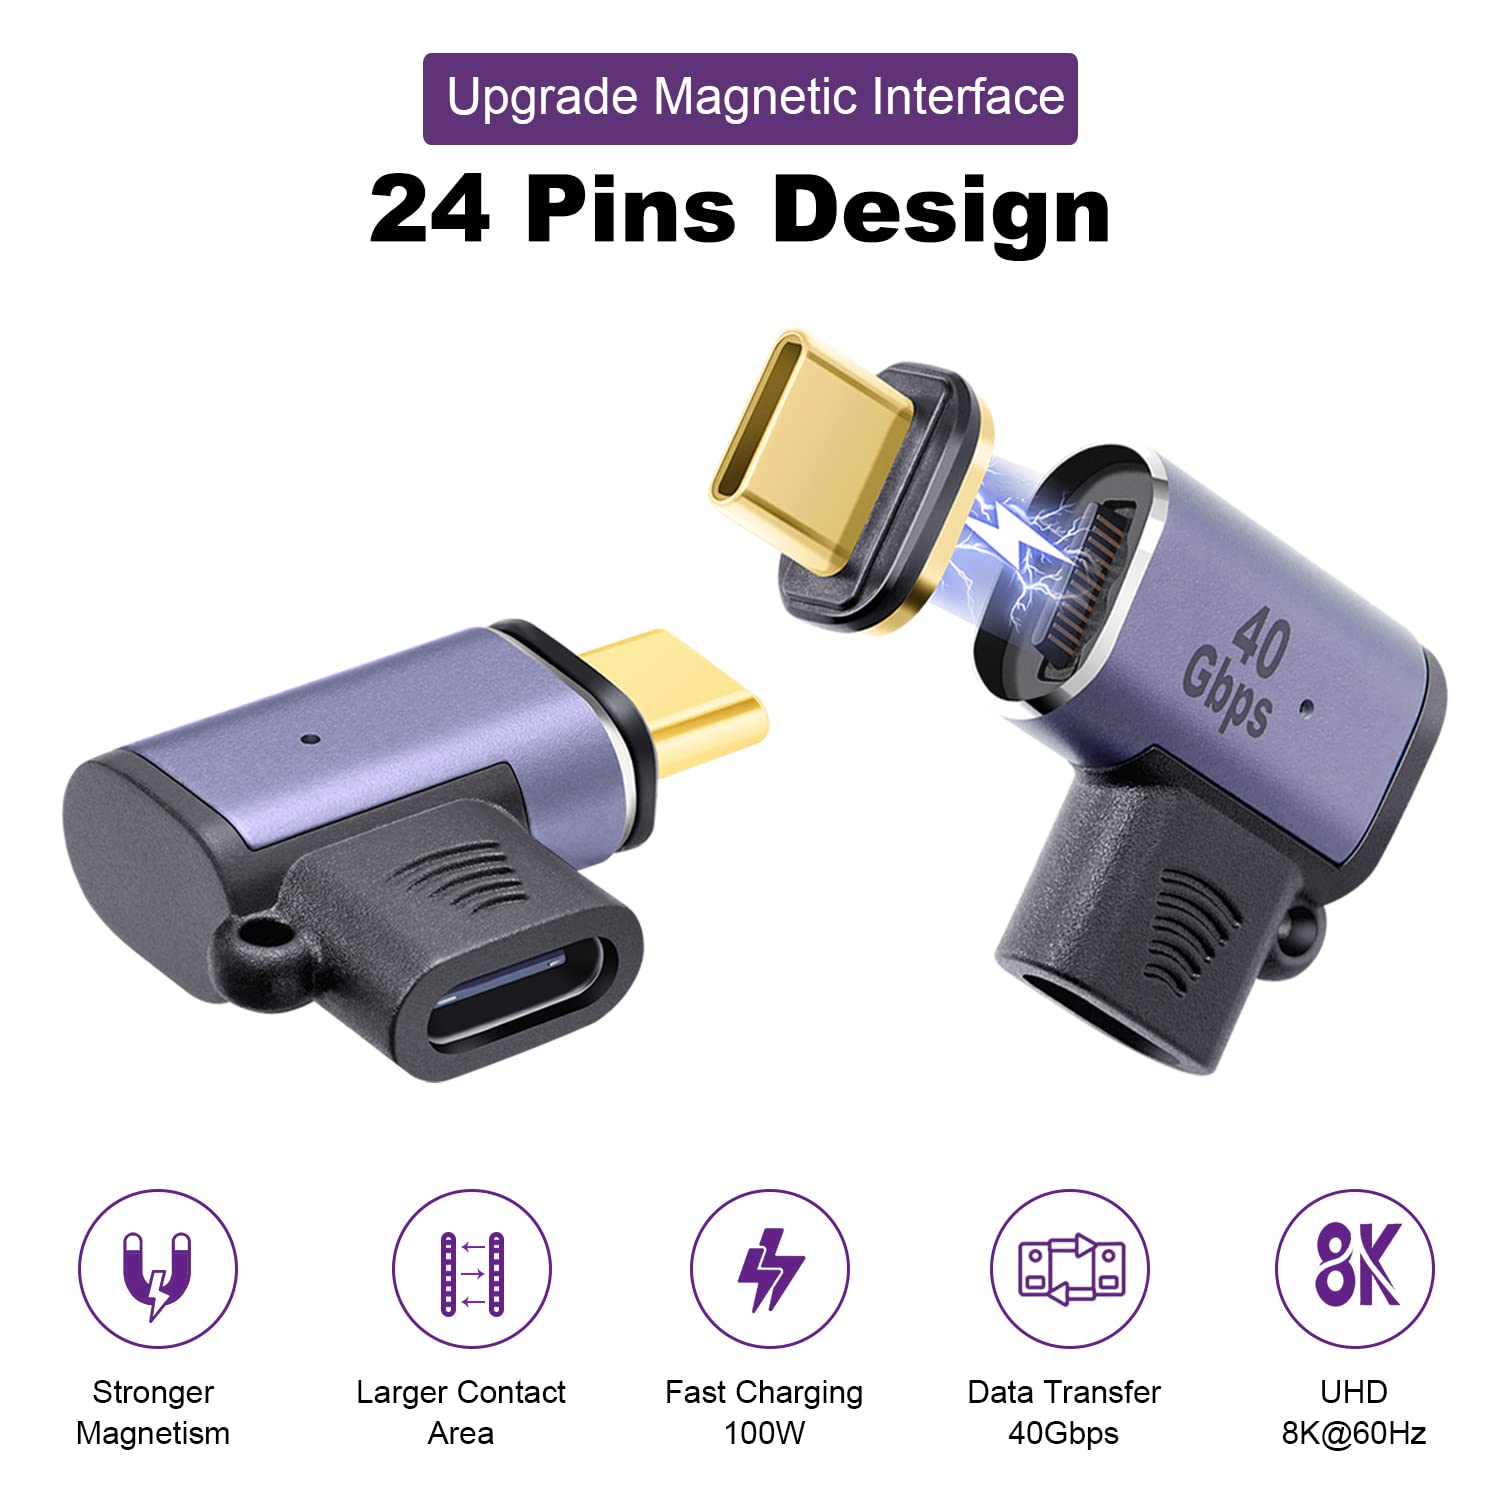 Upgrade Magnetic Interface
24 Pins Design
40
Gbps
8K
Stronger
Magnetism
Larger Contact
Area
Fast Charging
100W
Data Transfer
40Gbps
UHD
8K@60Hz